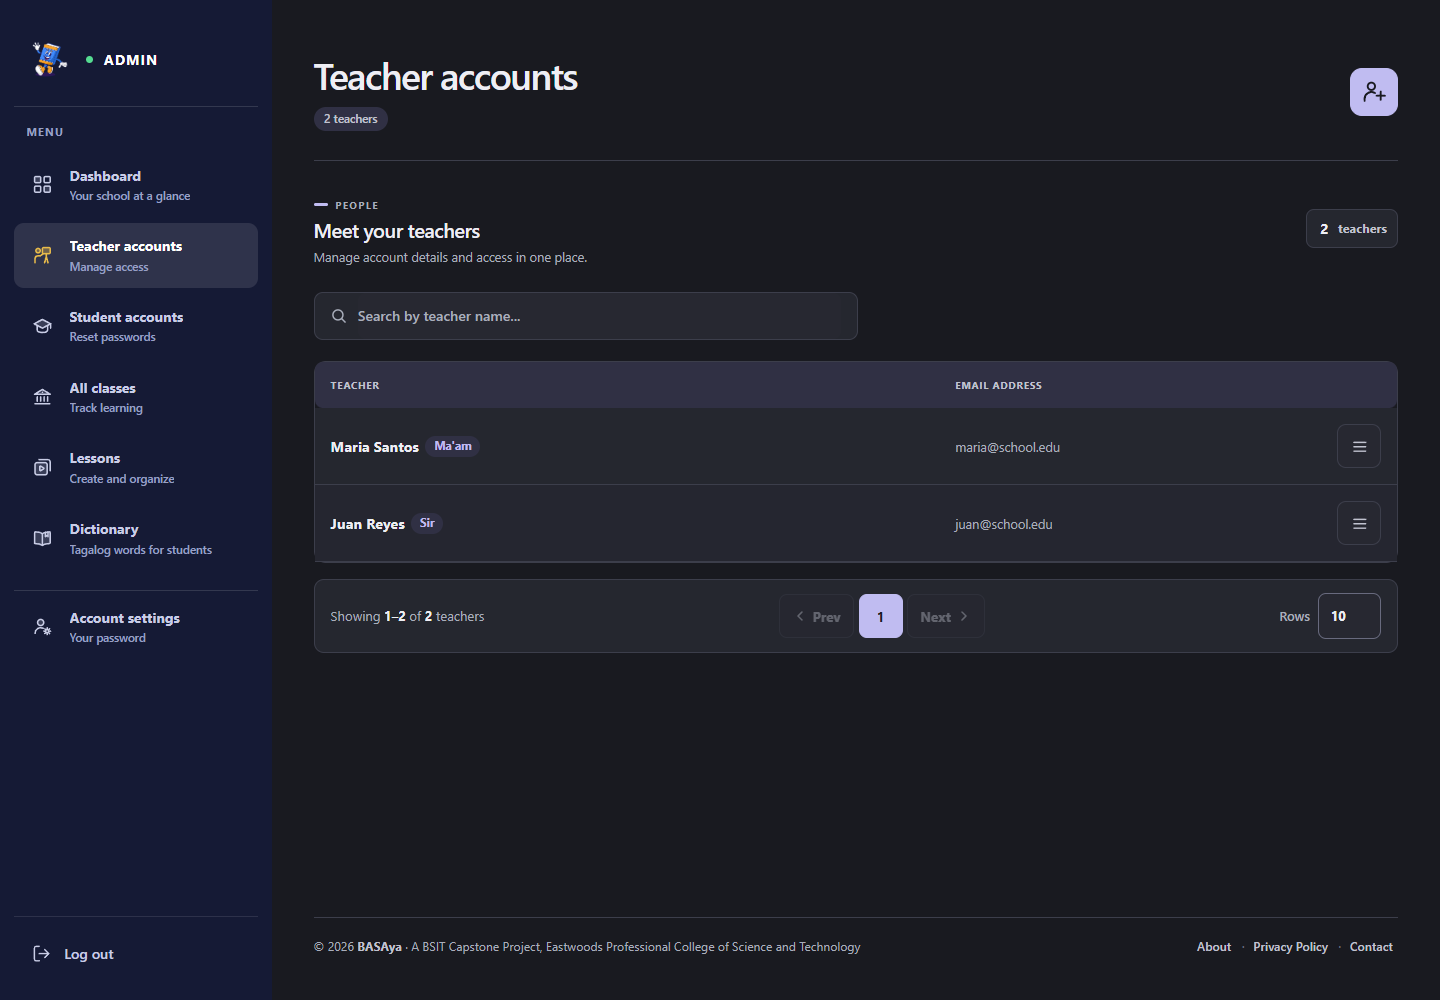 ADMIN
MENU
Dashboard
Your school at a glance
Teacher accounts
Manage access
Student accounts
Reset passwords
All classes
Track learning
Lessons
Create and organize
Dictionary
Tagalog words for students
Account settings
Your password
Log out
Teacher accounts
2 teachers
PEOPLE
Meet your teachers
Manage account details and access in one place.
2 teachers
Search by teacher name...
TEACHER EMAIL ADDRESS
Maria Santos Ma'am maria@school.edu
Juan Reyes Sir juan@school.edu
Showing 1–2 of 2 teachers Prev 1 Next Rows 10
© 2026 BASAya · A BSIT Capstone Project, Eastwoods Professional College of Science and Technology About · Privacy Policy · Contact